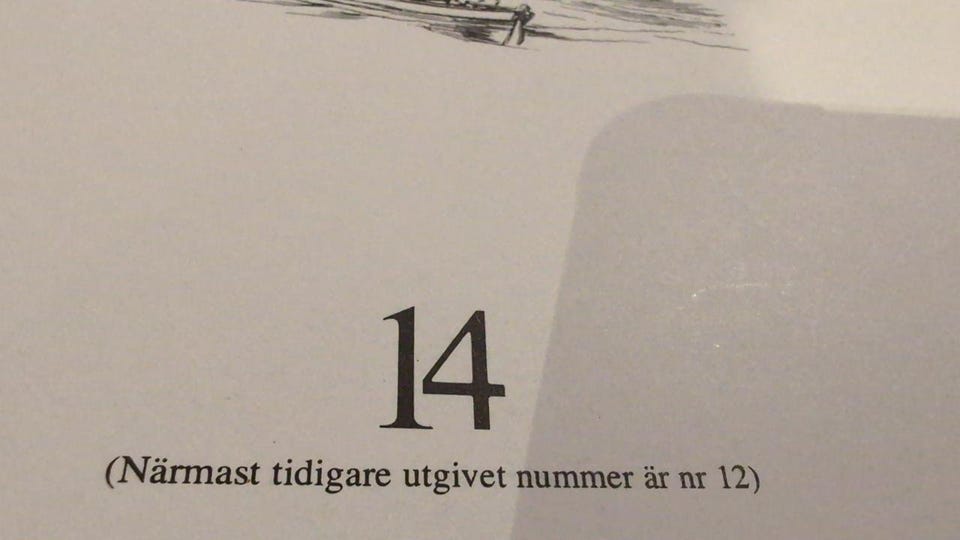 14
(Närmast tidigare utgivet nummer är nr 12)